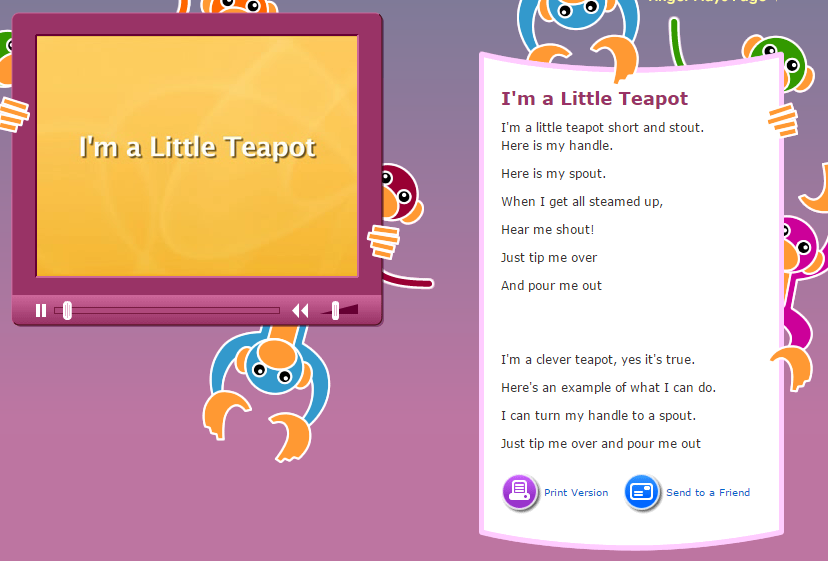 I'm a Little Teapot
I'm a Little Teapot
I'm a little teapot short and stout.
Here is my handle.
Here is my spout.
When I get all steamed up,
Hear me shout!
Just tip me over
And pour me out
I'm a clever teapot, yes it's true.
Here's an example of what I can do.
I can turn my handle to a spout.
Just tip me over and pour me out
Print Version
Send to a Friend